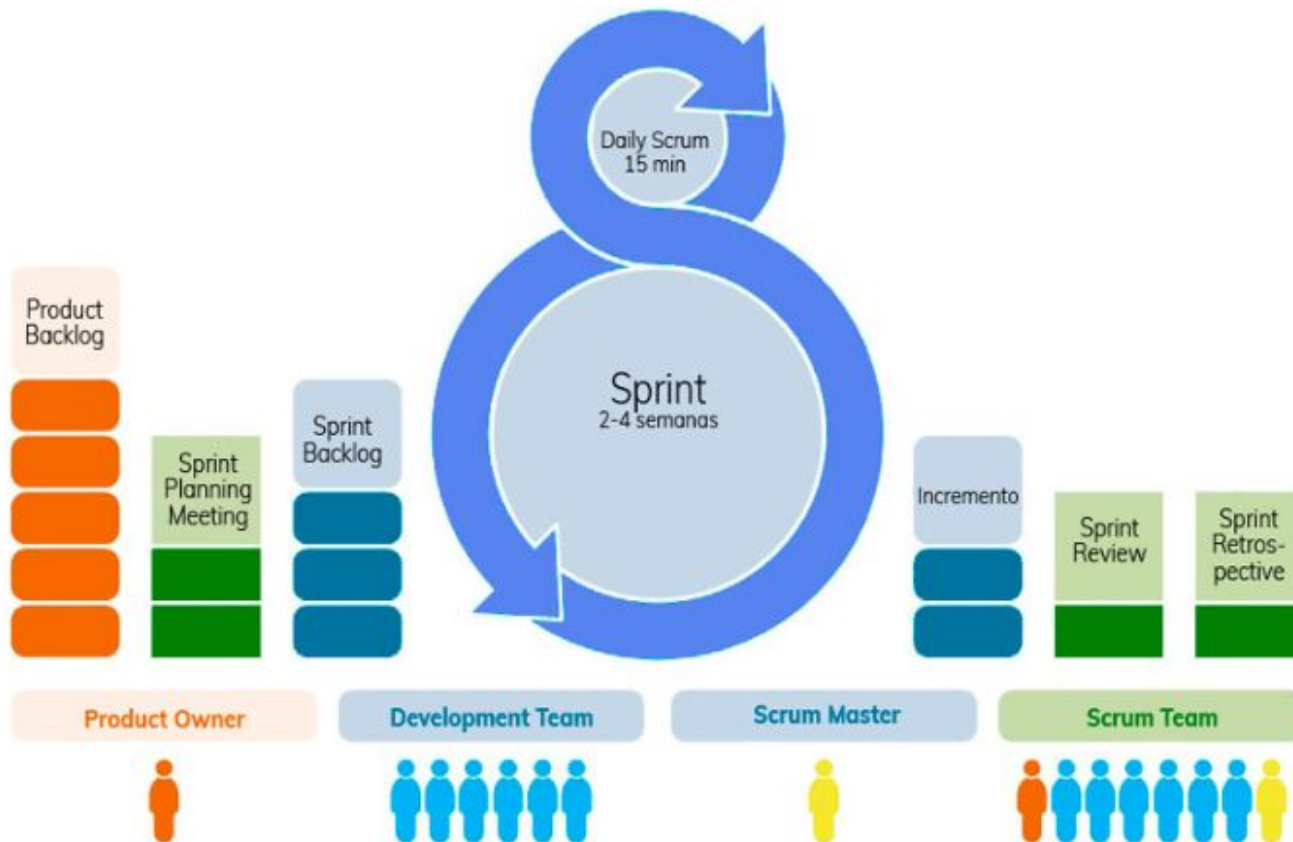 Daily Scrum
15 min
Product
Backlog
Sprint
Planning
Meeting
Sprint
Backlog
Sprint
2-4 semanas
Incremento
Sprint
Review
Sprint
Retros-
pective
Product Owner
Development Team
Scrum Master
Scrum Team